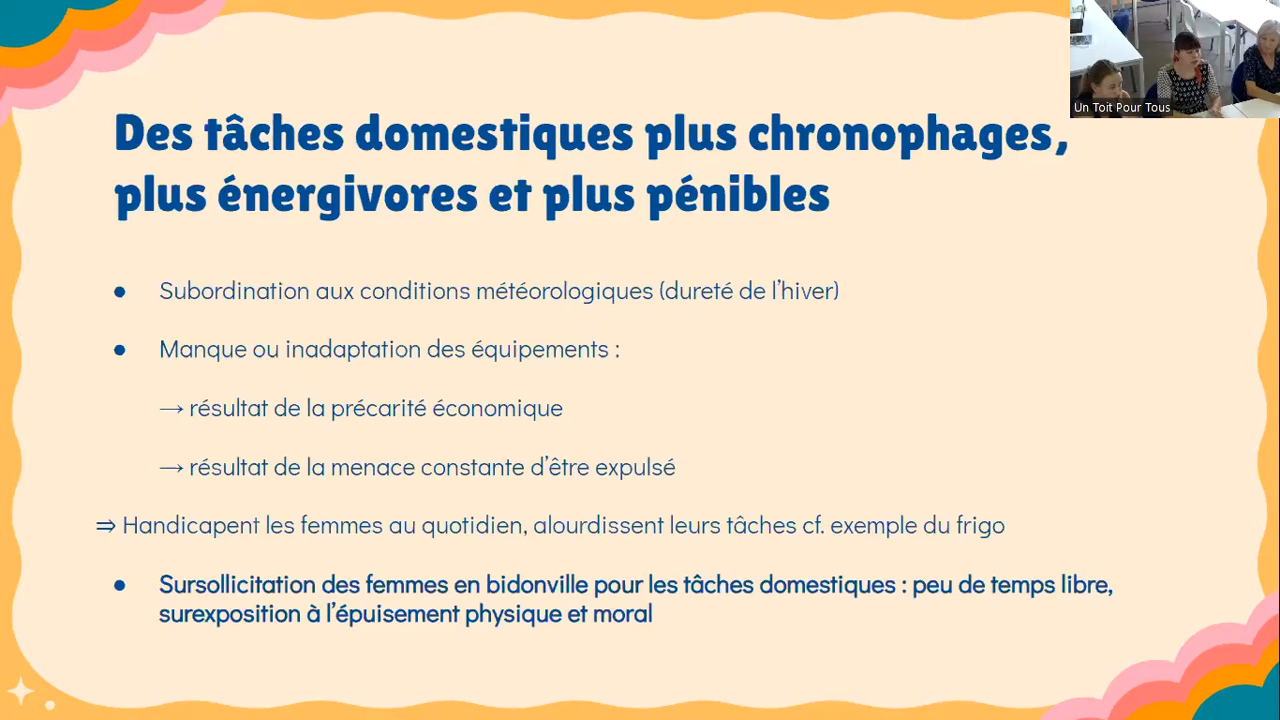 Un Toit Pour Tous
Des tâches domestiques plus chronophages,
plus énergivores et plus pénibles
● Subordination aux conditions météorologiques (dureté de l’hiver)
● Manque ou inadaptation des équipements :
→ résultat de la précarité économique
→ résultat de la menace constante d’être expulsé
⇒ Handicapent les femmes au quotidien, alourdissent leurs tâches cf. exemple du frigo
● Sursollicitation des femmes en bidonville pour les tâches domestiques : peu de temps libre,
surexposition à l’épuisement physique et moral